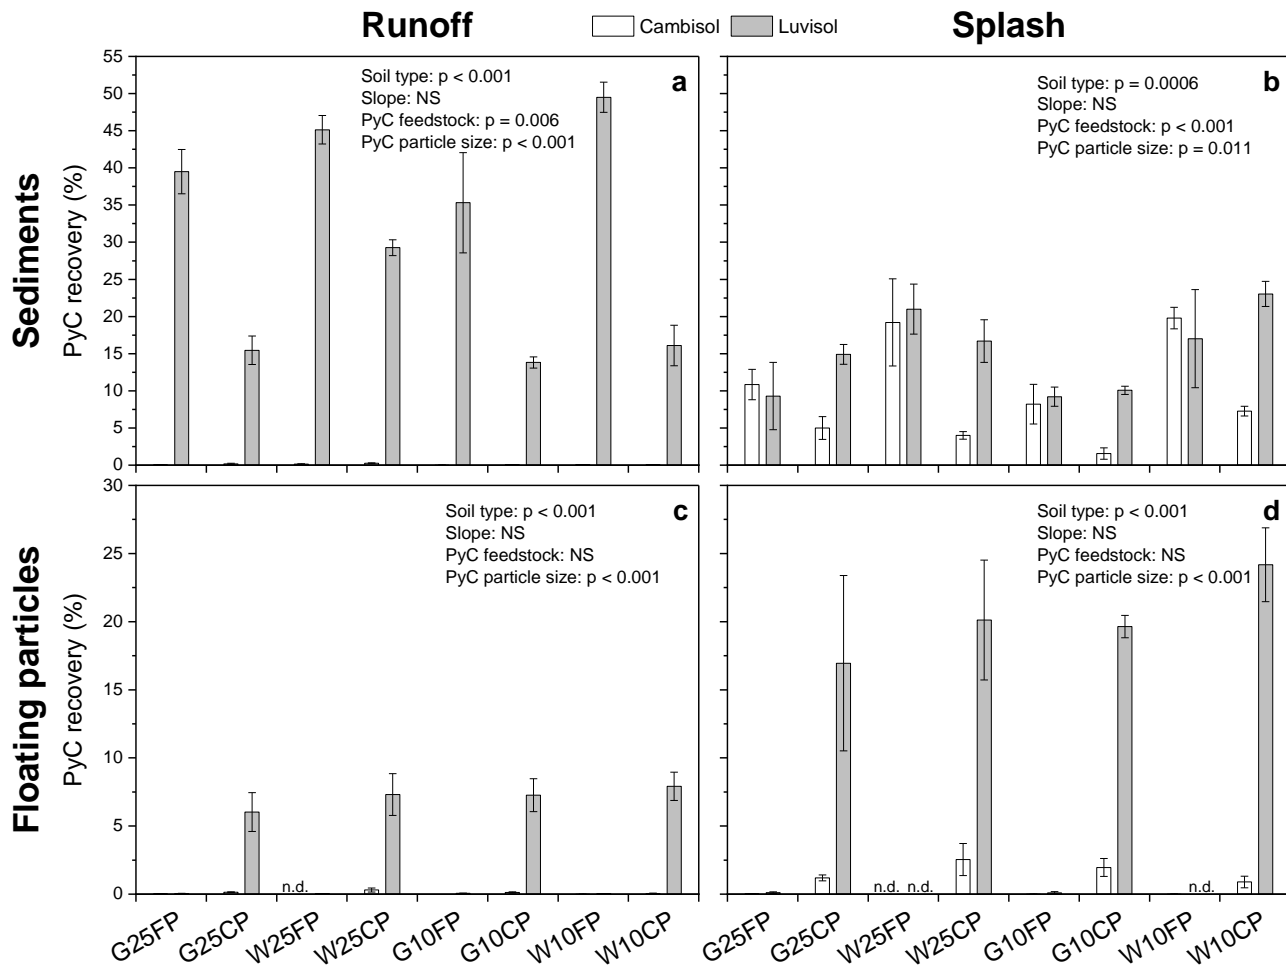 Runoff
Cambisol
Luvisol
Splash
Sediments
Floating particles
PyC recovery (%)
55
50
45
40
35
30
25
20
15
10
5
0
a
Soil type: p < 0.001
Slope: NS
PyC feedstock: p = 0.006
PyC particle size: p < 0.001
b
Soil type: p = 0.0006
Slope: NS
PyC feedstock: p < 0.001
PyC particle size: p = 0.011
PyC recovery (%)
30
25
20
15
10
5
0
c
Soil type: p < 0.001
Slope: NS
PyC feedstock: NS
PyC particle size: p < 0.001
n.d.
d
Soil type: p < 0.001
Slope: NS
PyC feedstock: NS
PyC particle size: p < 0.001
n.d. n.d.
n.d.
G25FP
G25CP
W25FP
W25CP
G10FP
G10CP
W10FP
W10CP
G25FP
G25CP
W25FP
W25CP
G10FP
G10CP
W10FP
W10CP